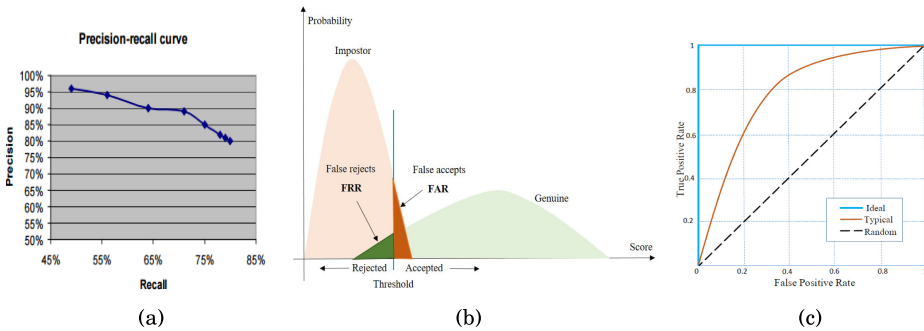 Precision-recall curve
100%
95%
90%
85%
80%
75%
70%
65%
60%
55%
50%
Precision
45% 55% 65% 75% 85%
Recall
(a)
Probability
Impostor
False rejects
FRR
False accepts
FAR
Genuine
Score
Rejected Accepted
Threshold
(b)
1
0.8
0.6
0.4
0.2
True Positive Rate
Ideal
Typical
Random
0 0.2 0.4 0.6 0.8 1
False Positive Rate
(c)